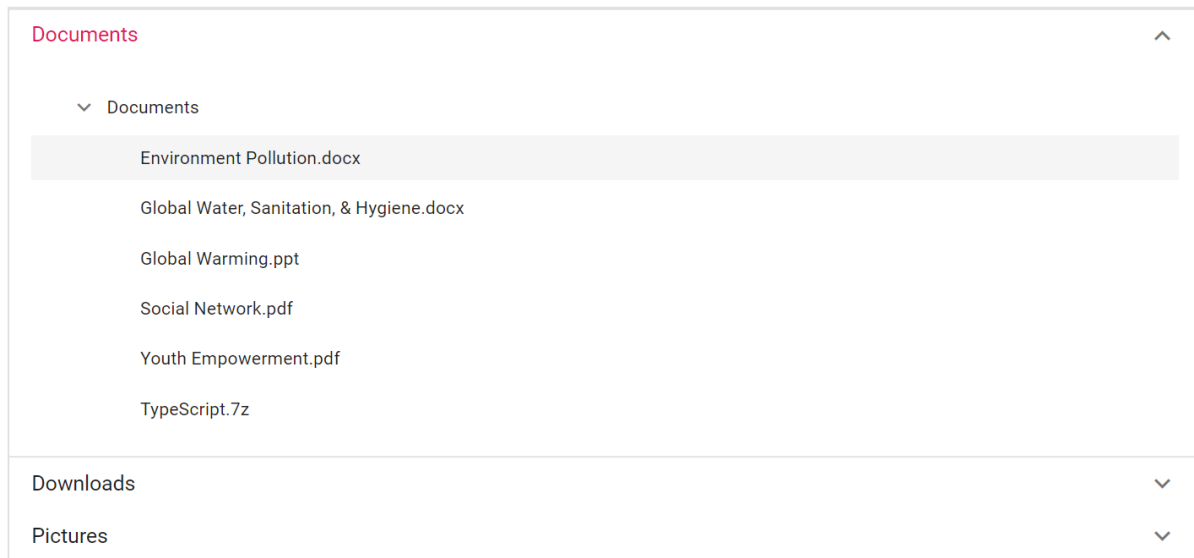 Documents
Documents
Environment Pollution.docx
Global Water, Sanitation, & Hygiene.docx
Global Warming.ppt
Social Network.pdf
Youth Empowerment.pdf
TypeScript.7z
Downloads
Pictures